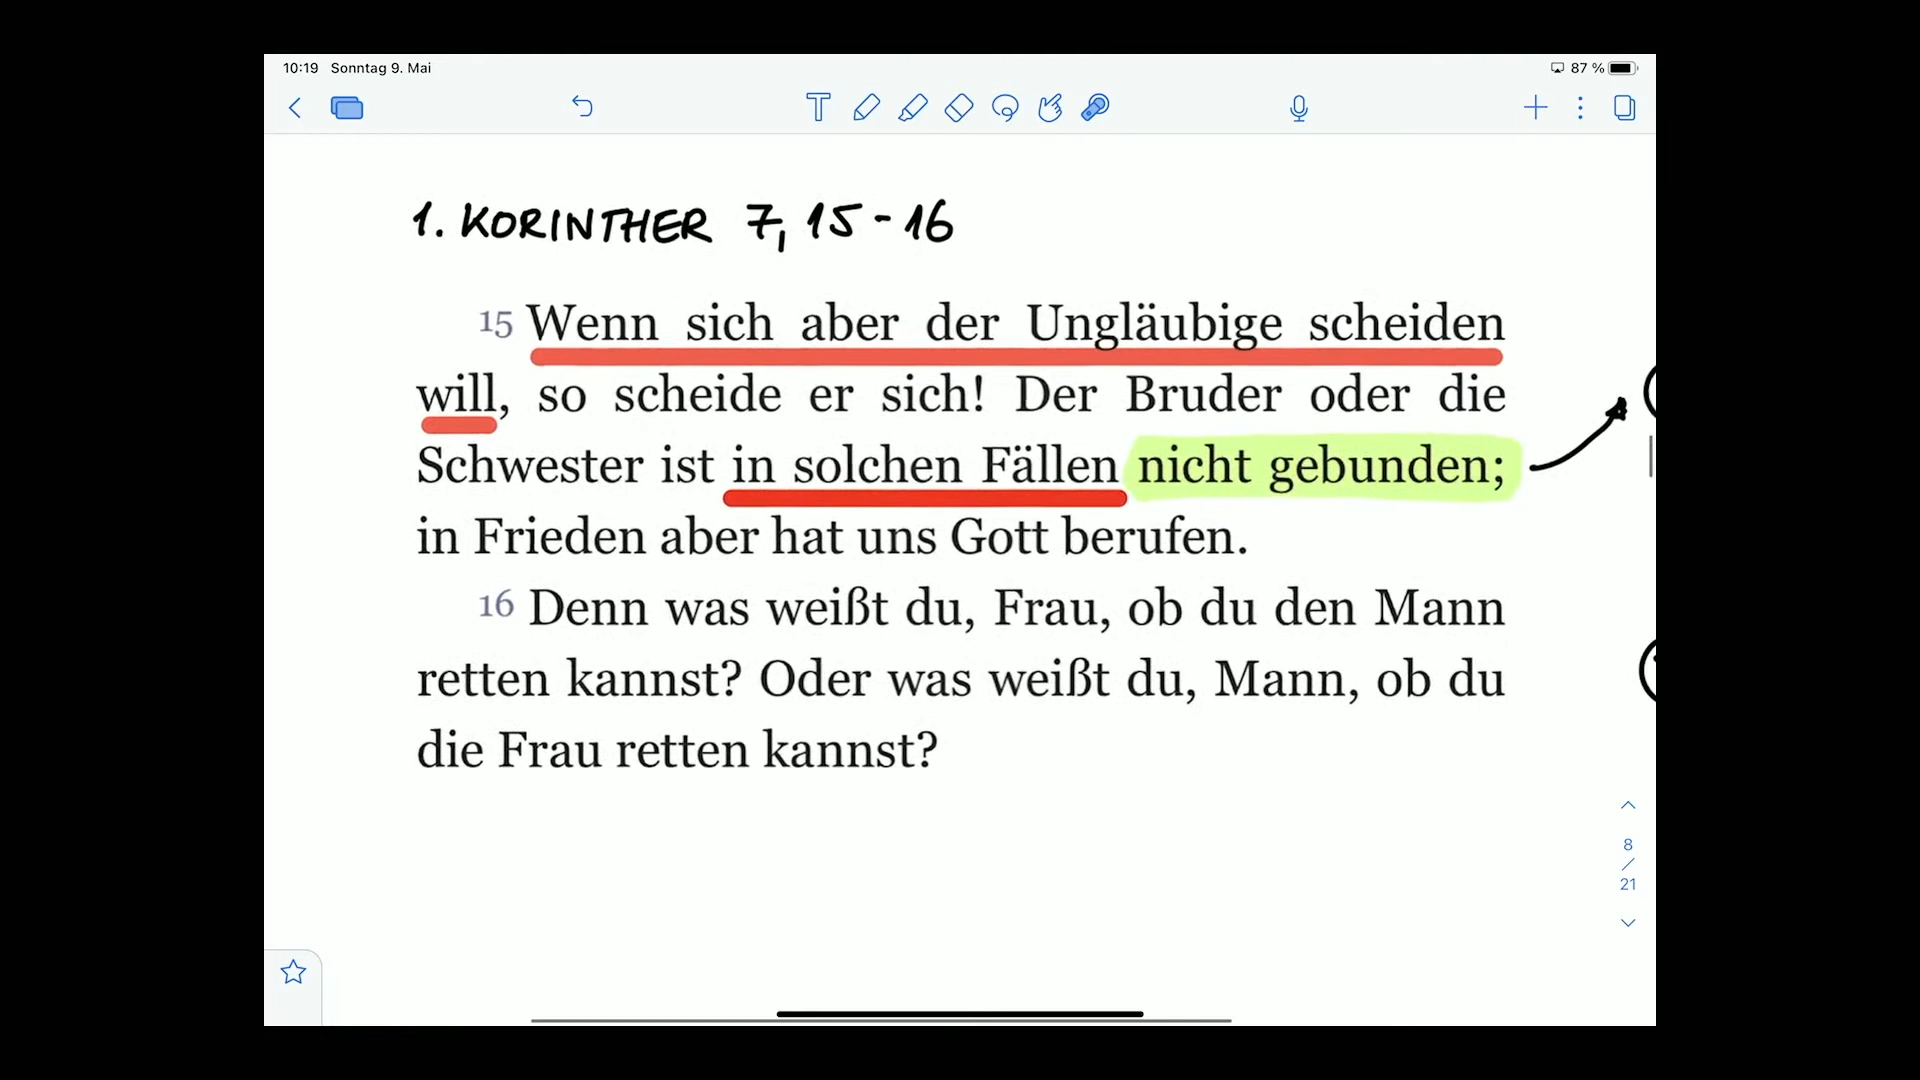 10:19 Sonntag 9. Mai
87 %
1. KORINTHER 7, 15-16
15 Wenn sich aber der Ungläubige scheiden
will, so scheide er sich! Der Bruder oder die
Schwester ist in solchen Fällen nicht gebunden;
in Frieden aber hat uns Gott berufen.
16 Denn was weißt du, Frau, ob du den Mann
retten kannst? Oder was weißt du, Mann, ob du
die Frau retten kannst?
8
/
21